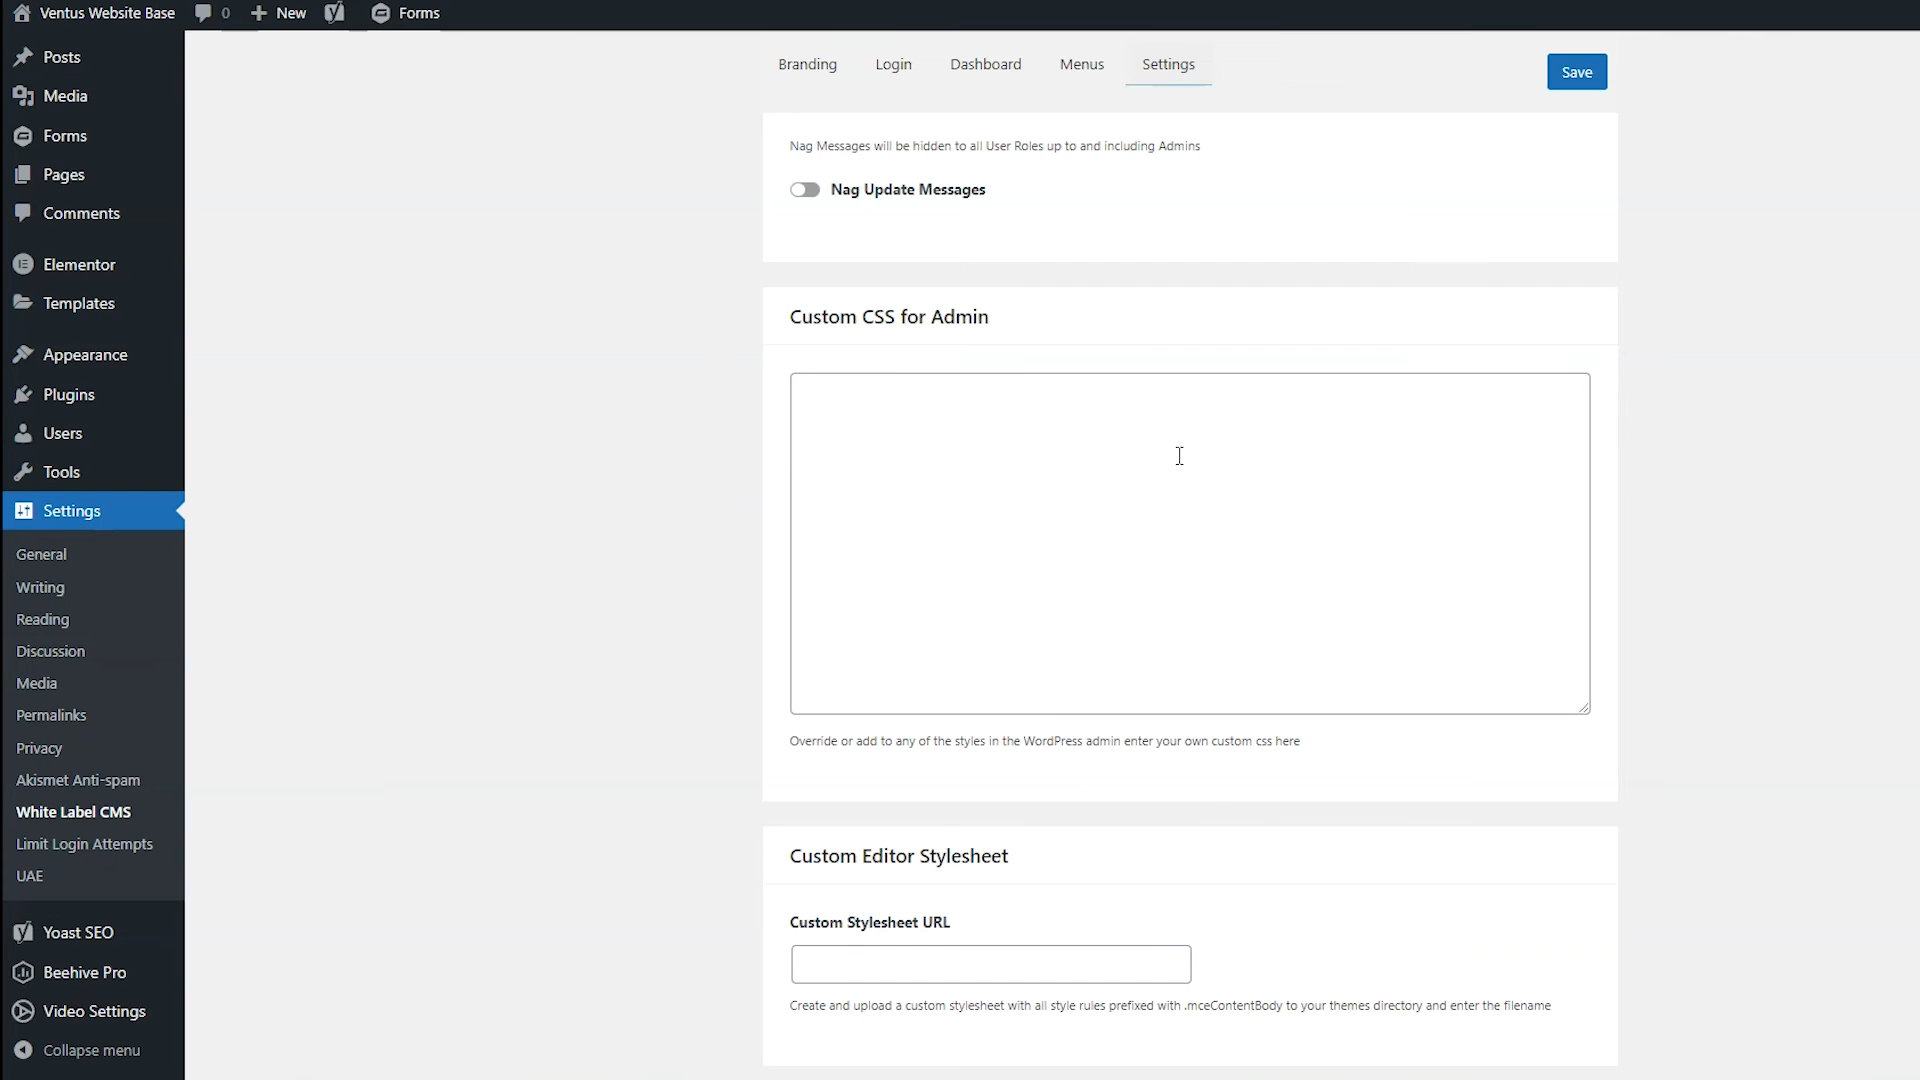 Ventus Website Base
0
New
Forms
Posts
Media
Forms
Pages
Comments
Elementor
Templates
Appearance
Plugins
Users
Tools
Settings
General
Writing
Reading
Discussion
Media
Permalinks
Privacy
Akismet Anti-spam
White Label CMS
Limit Login Attempts
UAE
Yoast SEO
Beehive Pro
Video Settings
Collapse menu
Branding
Login
Dashboard
Menus
Settings
Save
Nag Messages will be hidden to all User Roles up to and including Admins
Nag Update Messages
Custom CSS for Admin
Override or add to any of the styles in the WordPress admin enter your own custom css here
Custom Editor Stylesheet
Custom Stylesheet URL
Create and upload a custom stylesheet with all style rules prefixed with .mceContentBody to your themes directory and enter the filename